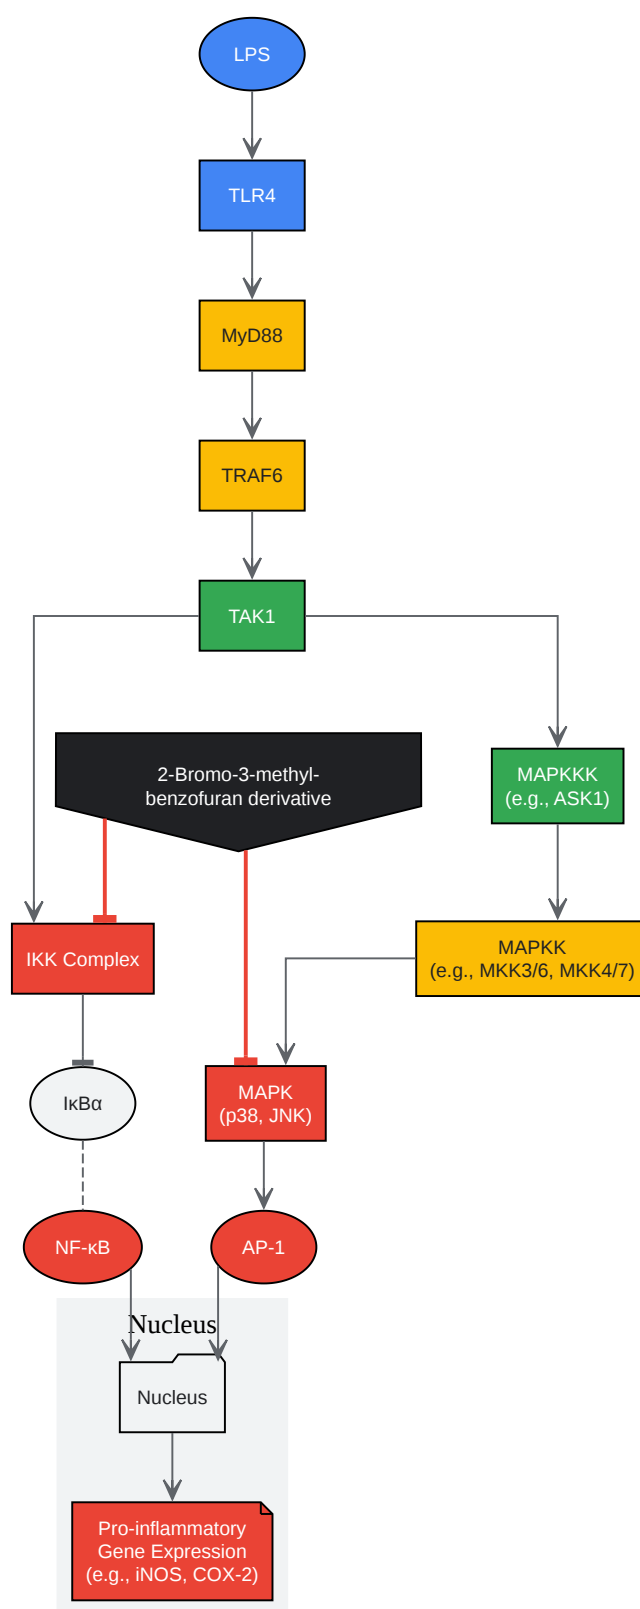 LPS
TLR4
MyD88
TRAF6
TAK1
2-Bromo-3-methyl-
benzofuran derivative
MAPKKK
(e.g., ASK1)
IKK Complex
MAPKK
(e.g., MKK3/6, MKK4/7)
IκBα
MAPK
(p38, JNK)
NF-κB
AP-1
Nucleus
Nucleus
Pro-inflammatory
Gene Expression
(e.g., iNOS, COX-2)